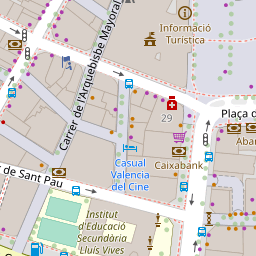 Informació
Turística
Carrer de l'Arquebisbe Mayoral
Plaça d
29
Aban
Caixabank
Casual
Valencia
del Cine
de Sant Pau
Institut
d'Educació
Secundària
Lluís Vives